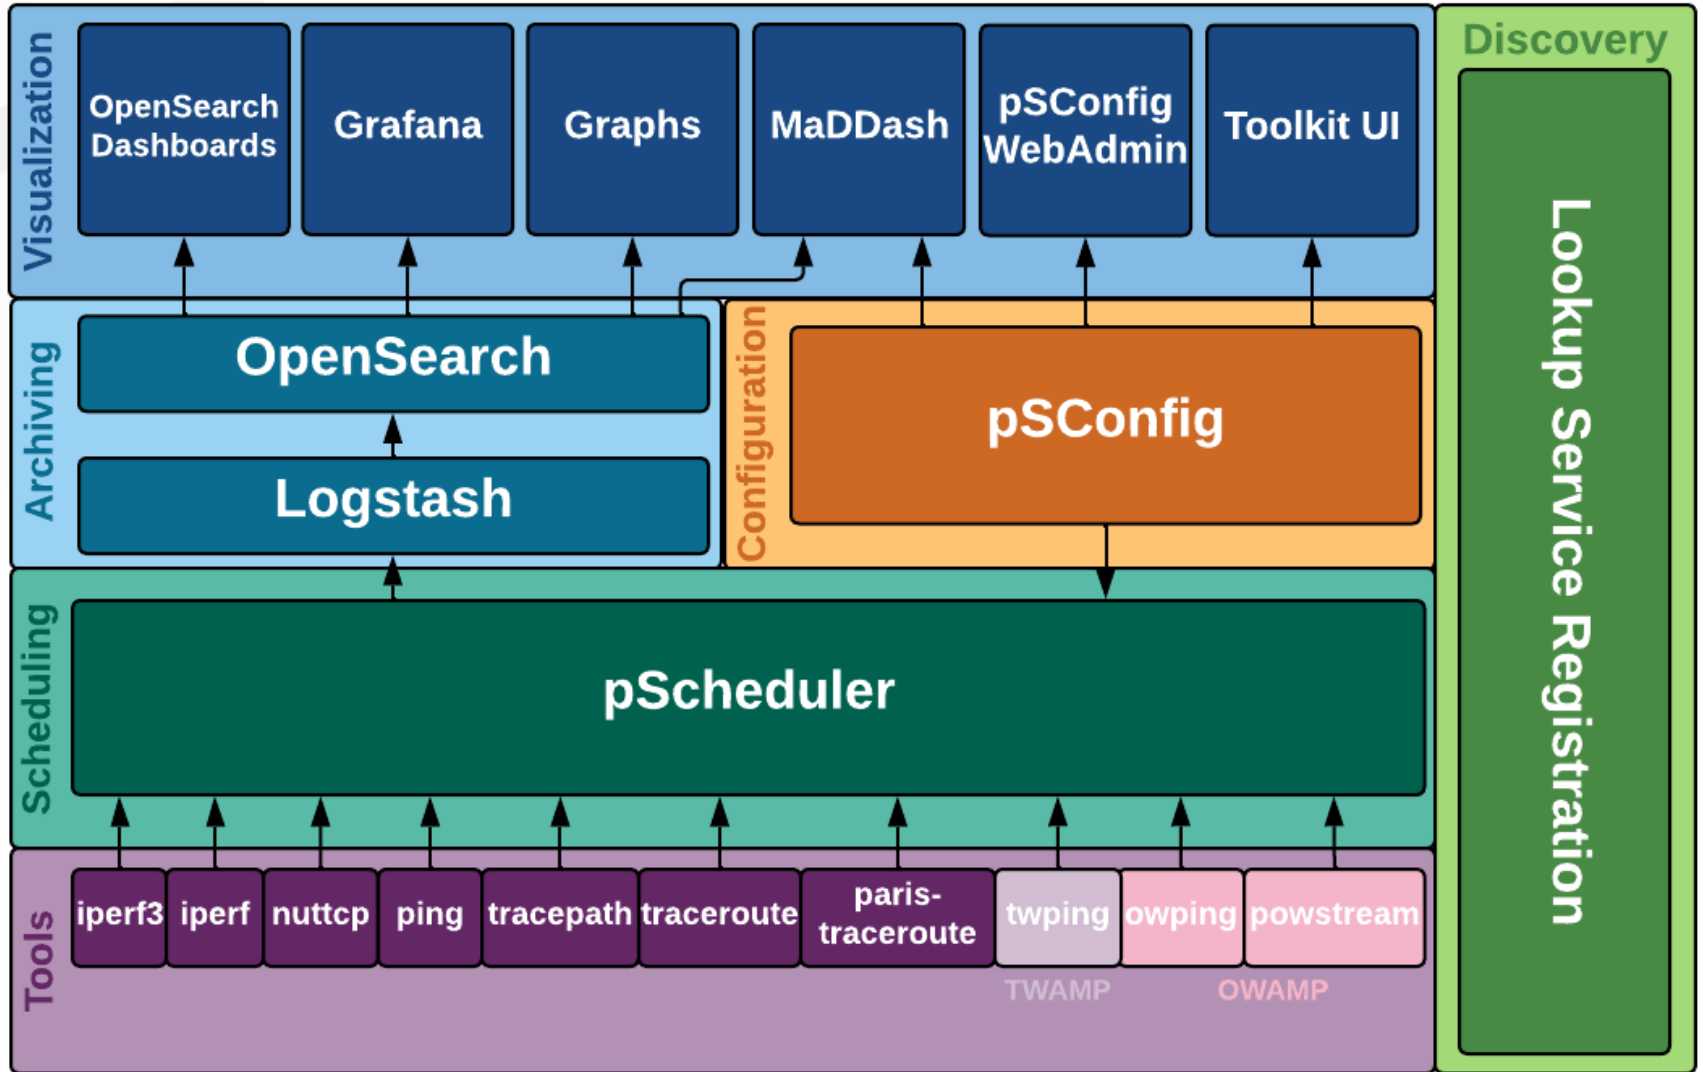 Visualization
OpenSearch
Dashboards
Grafana
Graphs
MaDDash
pSConfig
WebAdmin
Toolkit UI
Discovery
Lookup Service Registration
Archiving
OpenSearch
Logstash
Configuration
pSConfig
Scheduling
pScheduler
Tools
iperf3
iperf
nuttcp
ping
tracepath
traceroute
paris-
traceroute
twping
owping
powstream
TWAMP
OWAMP